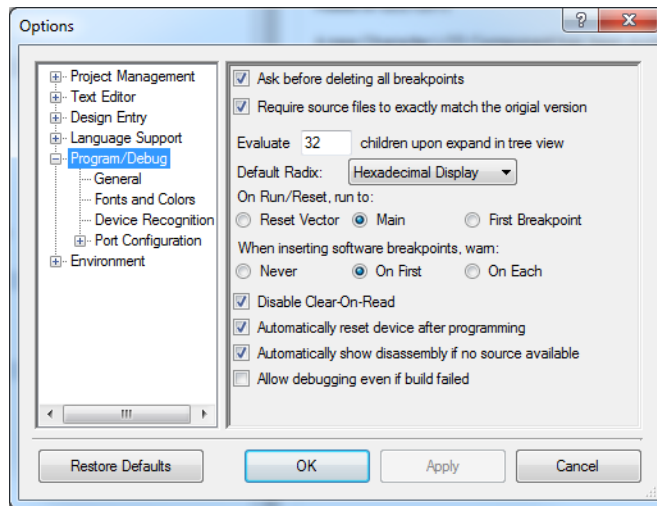 Options
Project Management
Text Editor
Design Entry
Language Support
Program/Debug
General
Fonts and Colors
Device Recognition
Port Configuration
Environment
Ask before deleting all breakpoints
Require source files to exactly match the origial version
Evaluate 32 children upon expand in tree view
Default Radix: Hexadecimal Display
On Run/Reset, run to:
Reset Vector Main First Breakpoint
When inserting software breakpoints, warn:
Never On First On Each
Disable Clear-On-Read
Automatically reset device after programming
Automatically show disassembly if no source available
Allow debugging even if build failed
Restore Defaults OK Apply Cancel